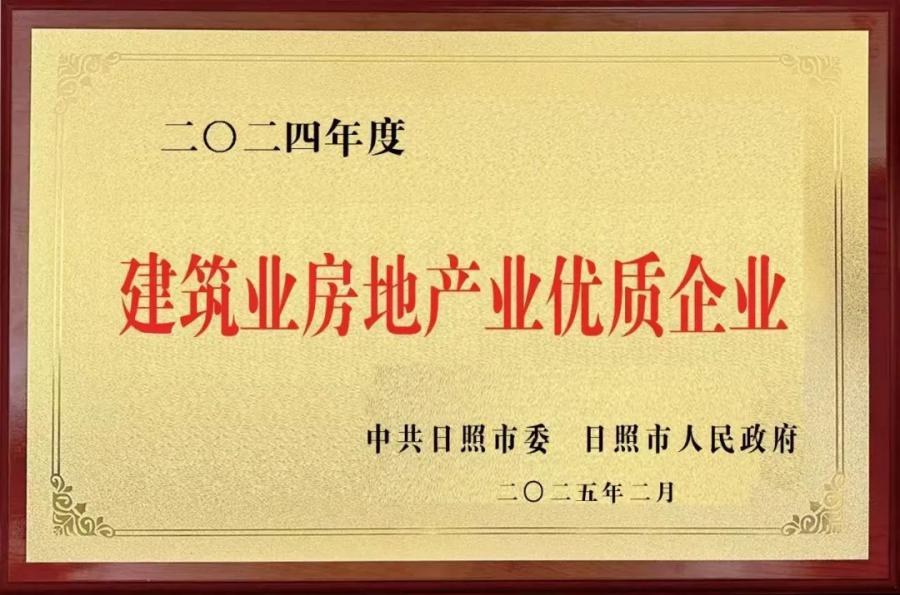 二〇二四年度
建筑业房地产业优质企业
中共日照市委 日照市人民政府
二〇二五年二月